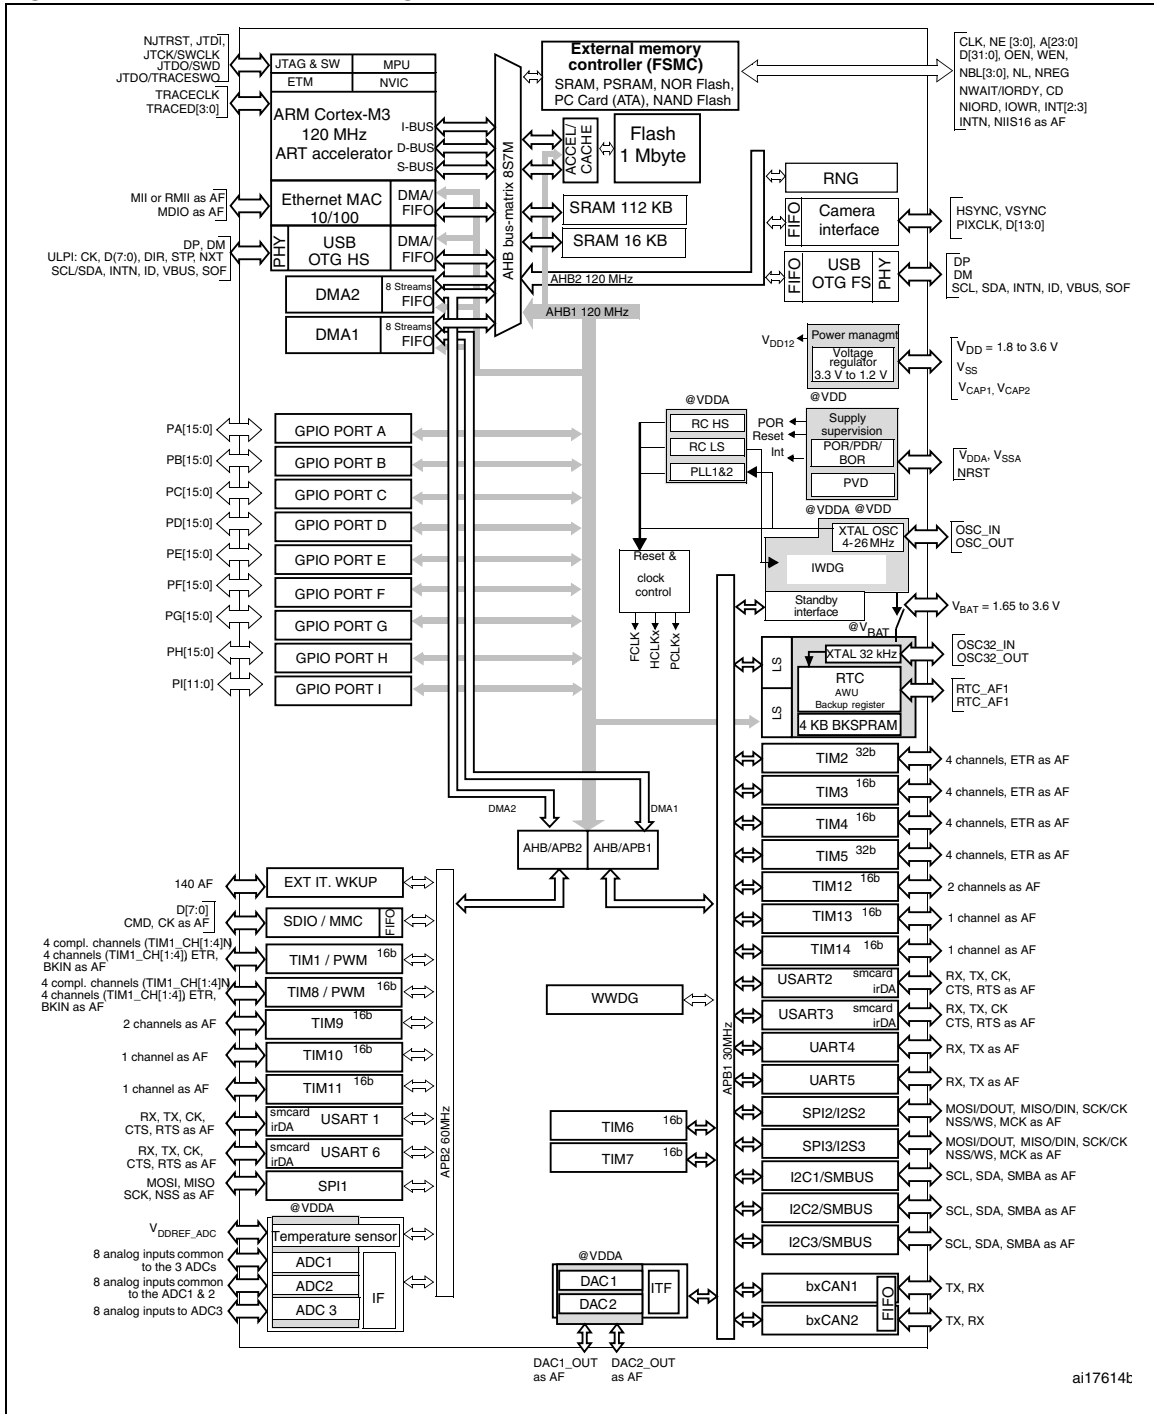 NJTRST, JTDI,
JTCK/SWCLK
JTDO/SWD
JTDO/TRACESWO
TRACECLK
TRACED[3:0]
JTAG & SW
MPU
ETM
NVIC
ARM Cortex-M3
120 MHz
ART accelerator
I-BUS
D-BUS
S-BUS
MII or RMII as AF
MDIO as AF
Ethernet MAC
10/100
DMA/
FIFO
DP, DM
ULPI: CK, D(7:0), DIR, STP, NXT
SCL/SDA, INTN, ID, VBUS, SOF
PHY
USB
OTG HS
DMA/
FIFO
DMA2
8 Streams
FIFO
DMA1
8 Streams
FIFO
AHB bus-matrix 8S7M
External memory
controller (FSMC)
SRAM, PSRAM, NOR Flash,
PC Card (ATA), NAND Flash
CLK, NE [3:0], A[23:0]
D[31:0], OEN, WEN,
NBL[3:0], NL, NREG
NWAIT/IORDY, CD
NIORD, IOWR, INT[2:3]
INTN, NIIS16 as AF
ACCEL/
CACHE
Flash
1 Mbyte
SRAM 112 KB
SRAM 16 KB
AHB2 120 MHz
AHB1 120 MHz
RNG
FIFO
Camera
interface
HSYNC, VSYNC
PIXCLK, D[13:0]
FIFO
USB
OTG FS
PHY
DP
DM
SCL, SDA, INTN, ID, VBUS, SOF
VDD12
Power managmt
Voltage
regulator
3.3 V to 1.2 V
@VDD
VDD = 1.8 to 3.6 V
VSS
VCAP1, VCAP2
@VDDA
RC HS
RC LS
PLL1&2
POR
Reset
Int
Supply
supervision
POR/PDR/
BOR
PVD
VDDA, VSSA
NRST
@VDDA @VDD
XTAL OSC
4-26MHz
OSC_IN
OSC_OUT
IWDG
Standby
interface
VBAT = 1.65 to 3.6 V
@VBAT
Reset &
clock
control
FCLK
HCLKx
PCLKx
LS
LS
XTAL 32 kHz
OSC32_IN
OSC32_OUT
RTC
AWU
Backup register
RTC_AF1
RTC_AF1
4 KB BKSPRAM
PA[15:0]
GPIO PORT A
PB[15:0]
GPIO PORT B
PC[15:0]
GPIO PORT C
PD[15:0]
GPIO PORT D
PE[15:0]
GPIO PORT E
PF[15:0]
GPIO PORT F
PG[15:0]
GPIO PORT G
PH[15:0]
GPIO PORT H
PI[11:0]
GPIO PORT I
DMA2
DMA1
AHB/APB2
AHB/APB1
TIM2 32b
4 channels, ETR as AF
TIM3 16b
4 channels, ETR as AF
TIM4 16b
4 channels, ETR as AF
TIM5 32b
4 channels, ETR as AF
TIM12 16b
2 channels as AF
TIM13 16b
1 channel as AF
TIM14 16b
1 channel as AF
USART2
smcard
irDA
RX, TX, CK,
CTS, RTS as AF
USART3
smcard
irDA
RX, TX, CK
CTS, RTS as AF
UART4
RX, TX as AF
UART5
RX, TX as AF
SPI2/I2S2
MOSI/DOUT, MISO/DIN, SCK/CK
NSS/WS, MCK as AF
SPI3/I2S3
MOSI/DOUT, MISO/DIN, SCK/CK
NSS/WS, MCK as AF
I2C1/SMBUS
SCL, SDA, SMBA as AF
I2C2/SMBUS
SCL, SDA, SMBA as AF
I2C3/SMBUS
SCL, SDA, SMBA as AF
bxCAN1
TX, RX
bxCAN2
TX, RX
FIFO
APB1 30MHz
WWDG
TIM6 16b
TIM7 16b
@VDDA
DAC1
DAC2
ITF
DAC1_OUT
as AF
DAC2_OUT
as AF
140 AF
EXT IT. WKUP
D[7:0]
CMD, CK as AF
SDIO / MMC
FIFO
4 compl. channels (TIM1_CH[1:4]N
4 channels (TIM1_CH[1:4]) ETR,
BKIN as AF
TIM1 / PWM 16b
4 compl. channels (TIM1_CH[1:4]N
4 channels (TIM1_CH[1:4]) ETR,
BKIN as AF
TIM8 / PWM 16b
2 channels as AF
TIM9 16b
1 channel as AF
TIM10 16b
1 channel as AF
TIM11 16b
RX, TX, CK,
CTS, RTS as AF
smcard
irDA
USART 1
RX, TX, CK,
CTS, RTS as AF
smcard
irDA
USART 6
MOSI, MISO
SCK, NSS as AF
SPI1
APB2 60MHz
@VDDA
VDDREF_ADC
Temperature sensor
8 analog inputs common
to the 3 ADCs
ADC1
8 analog inputs common
to the ADC1 & 2
ADC2
8 analog inputs to ADC3
ADC 3
IF
ai17614b